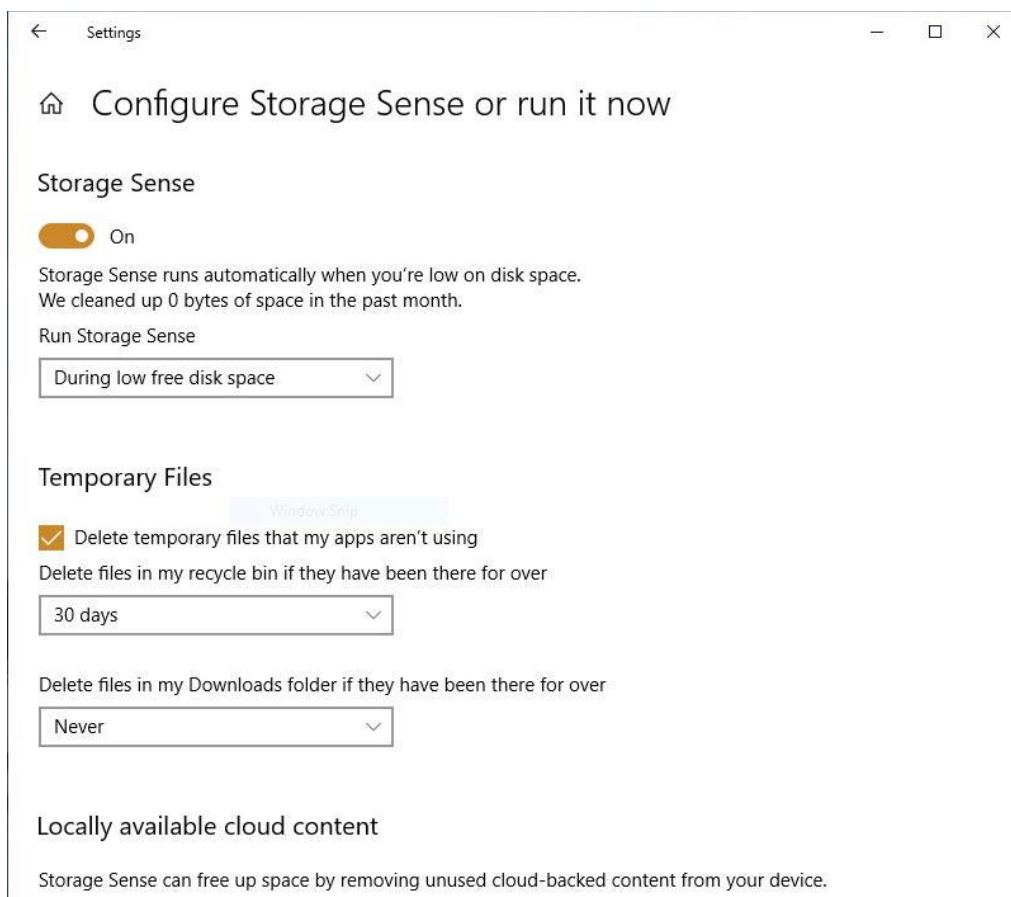 Settings
Configure Storage Sense or run it now
Storage Sense
On
Storage Sense runs automatically when you’re low on disk space.
We cleaned up 0 bytes of space in the past month.
Run Storage Sense
During low free disk space
Temporary Files
Window Snip
Delete temporary files that my apps aren’t using
Delete files in my recycle bin if they have been there for over
30 days
Delete files in my Downloads folder if they have been there for over
Never
Locally available cloud content
Storage Sense can free up space by removing unused cloud-backed content from your device.